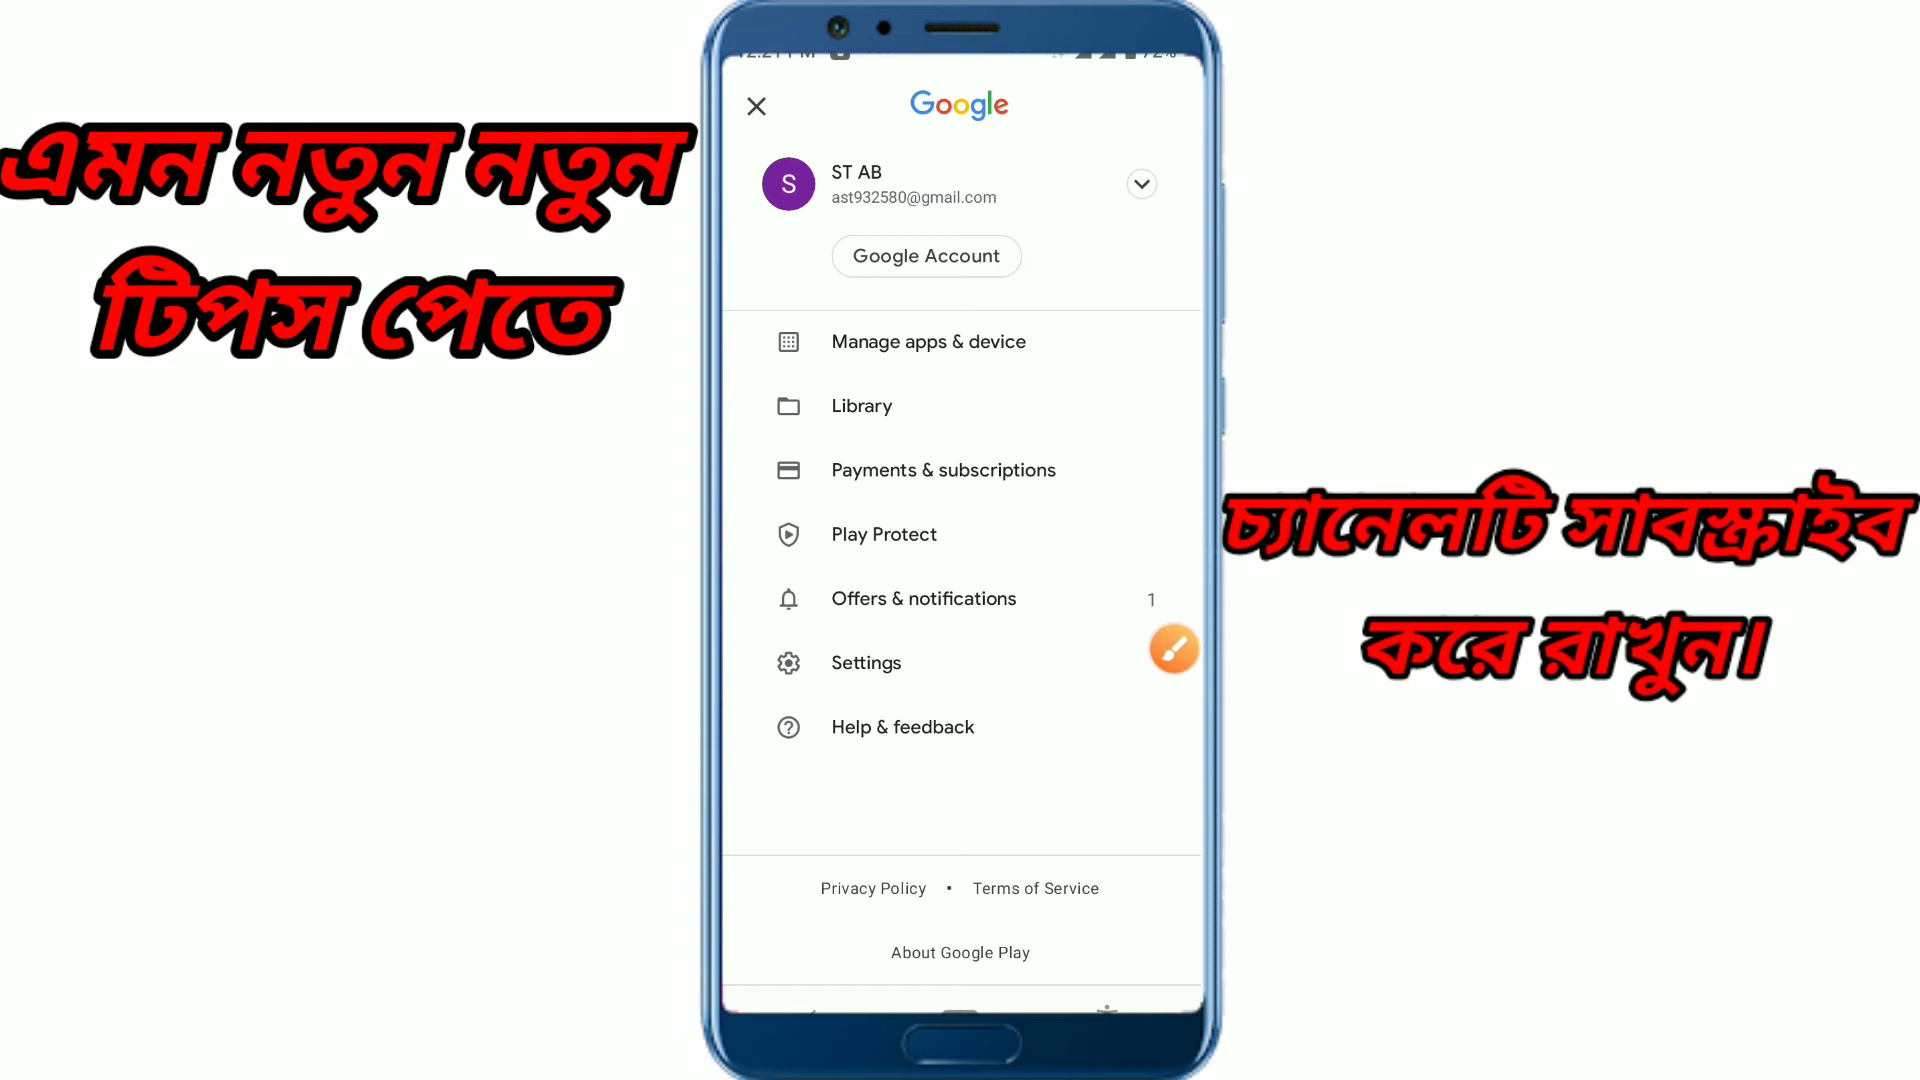 এমন নতুন নতুন
টিপস পেতে
Google
S
ST AB
ast932580@gmail.com
Google Account
Manage apps & device
Library
Payments & subscriptions
Play Protect
Offers & notifications 1
Settings
Help & feedback
Privacy Policy • Terms of Service
About Google Play
চ্যানেলটি সাবস্ক্রাইব
করে রাখুন।